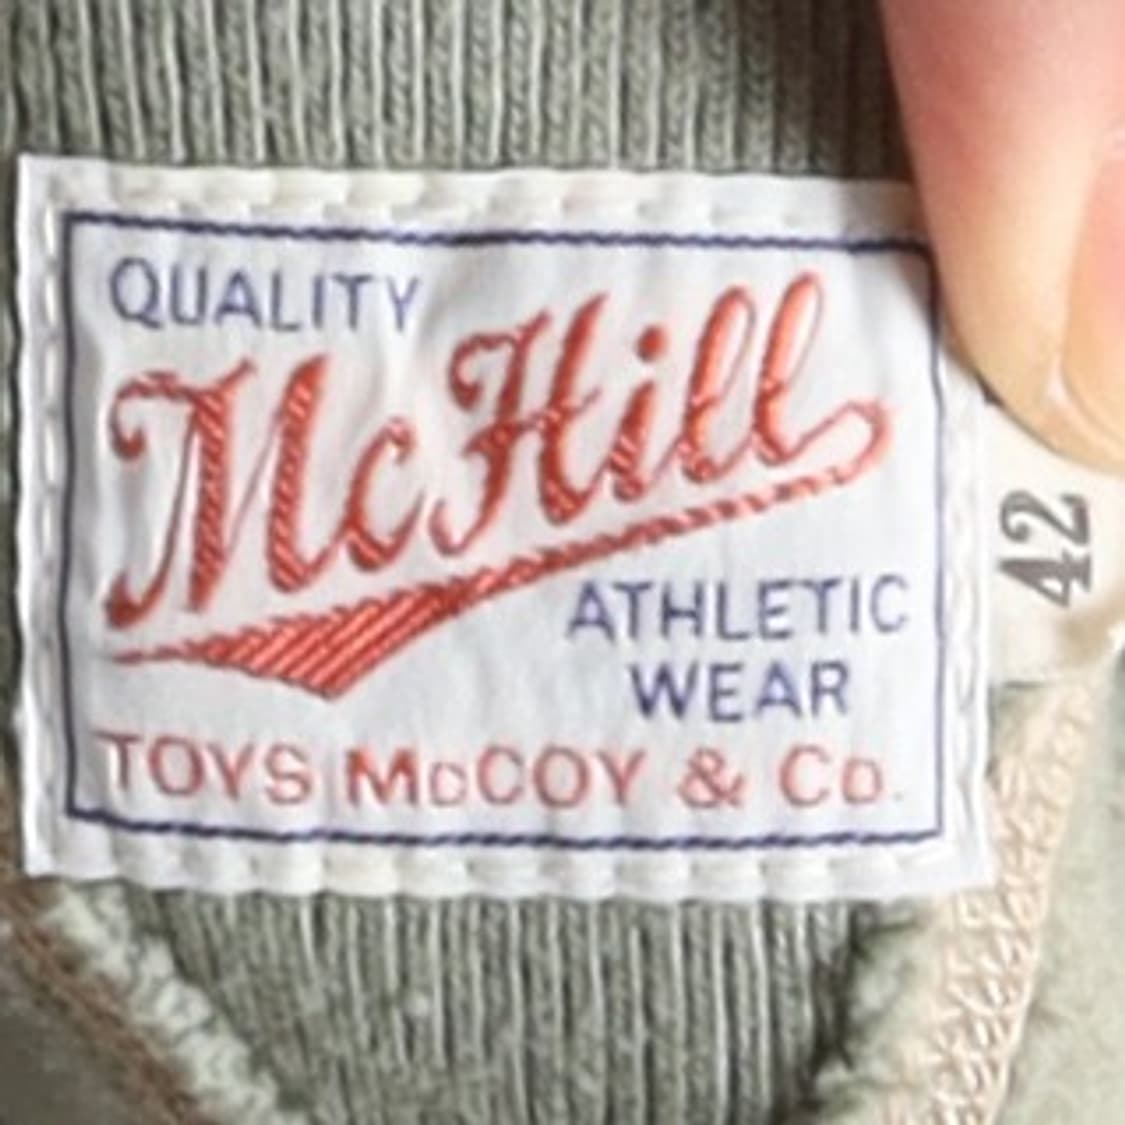 QUALITY
McHill
ATHLETIC
WEAR
TOYS McCOY & Co.
42